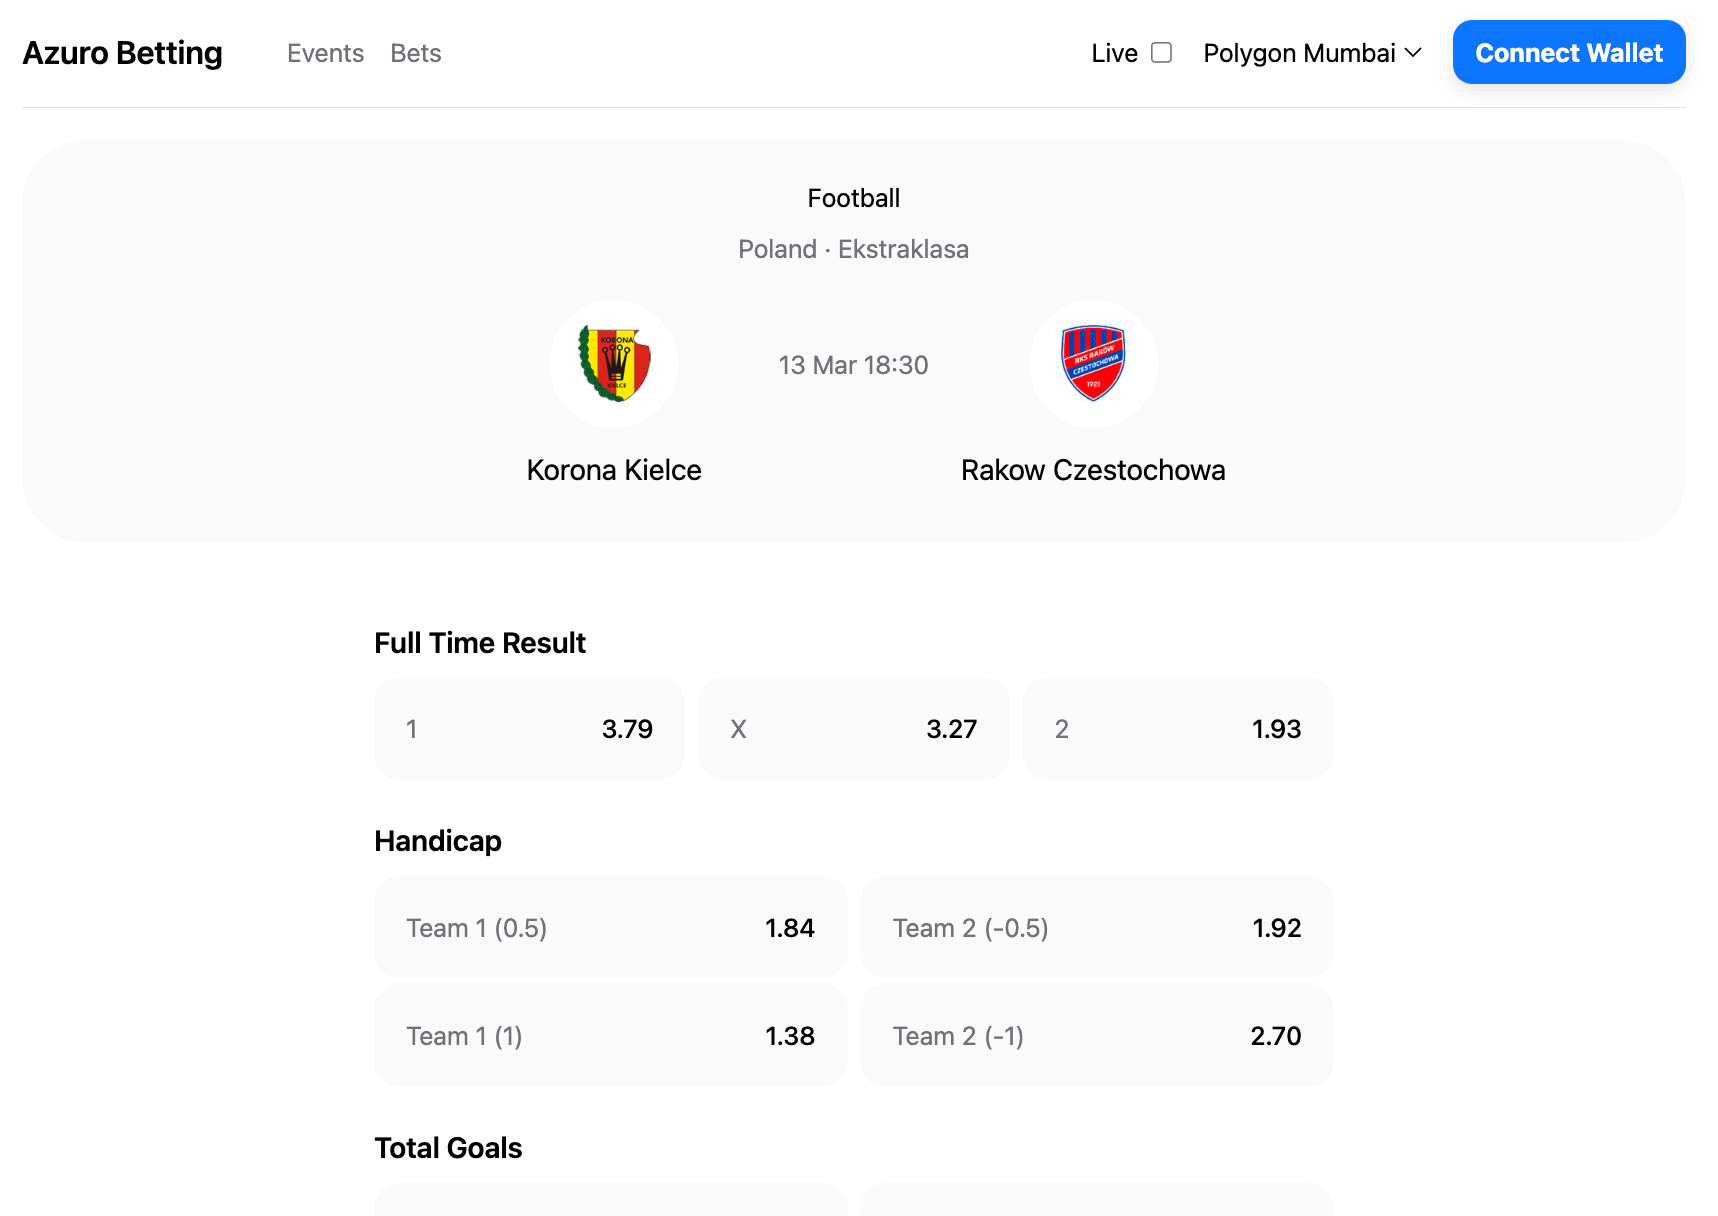 Azuro Betting Events Bets Live Polygon Mumbai Connect Wallet
Football
Poland · Ekstraklasa
KORONA
KIELCE
13 Mar 18:30
RKS RAKÓW
CZESTOCHOWA
1921
Korona Kielce Rakow Czestochowa
Full Time Result
1 3.79 X 3.27 2 1.93
Handicap
Team 1 (0.5) 1.84 Team 2 (-0.5) 1.92
Team 1 (1) 1.38 Team 2 (-1) 2.70
Total Goals